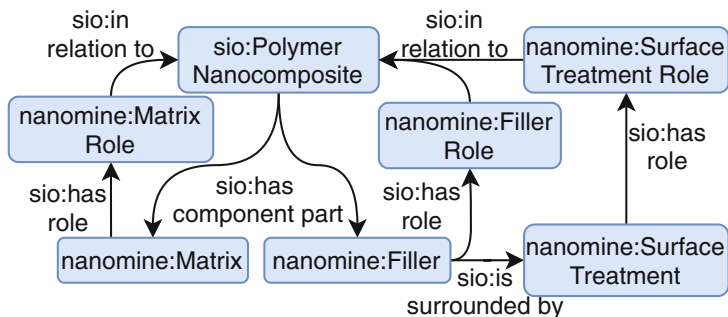 sio:in
relation to
sio:Polymer
Nanocomposite
sio:in
relation to
nanomine:Surface
Treatment Role
nanomine:Matrix
Role
nanomine:Filler
Role
sio:has
role
sio:has
role
sio:has
component part
sio:has
role
nanomine:Matrix
nanomine:Filler
sio:is
surrounded by
nanomine:Surface
Treatment